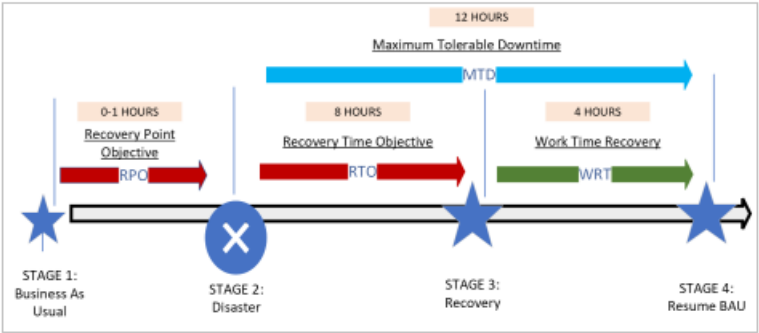 12 HOURS
Maximum Tolerable Downtime
MTD
0-1 HOURS
8 HOURS
4 HOURS
Recovery Point
Objective
Recovery Time Objective
Work Time Recovery
RPO
RTO
WRT
STAGE 1:
Business As
Usual
STAGE 2:
Disaster
STAGE 3:
Recovery
STAGE 4:
Resume BAU